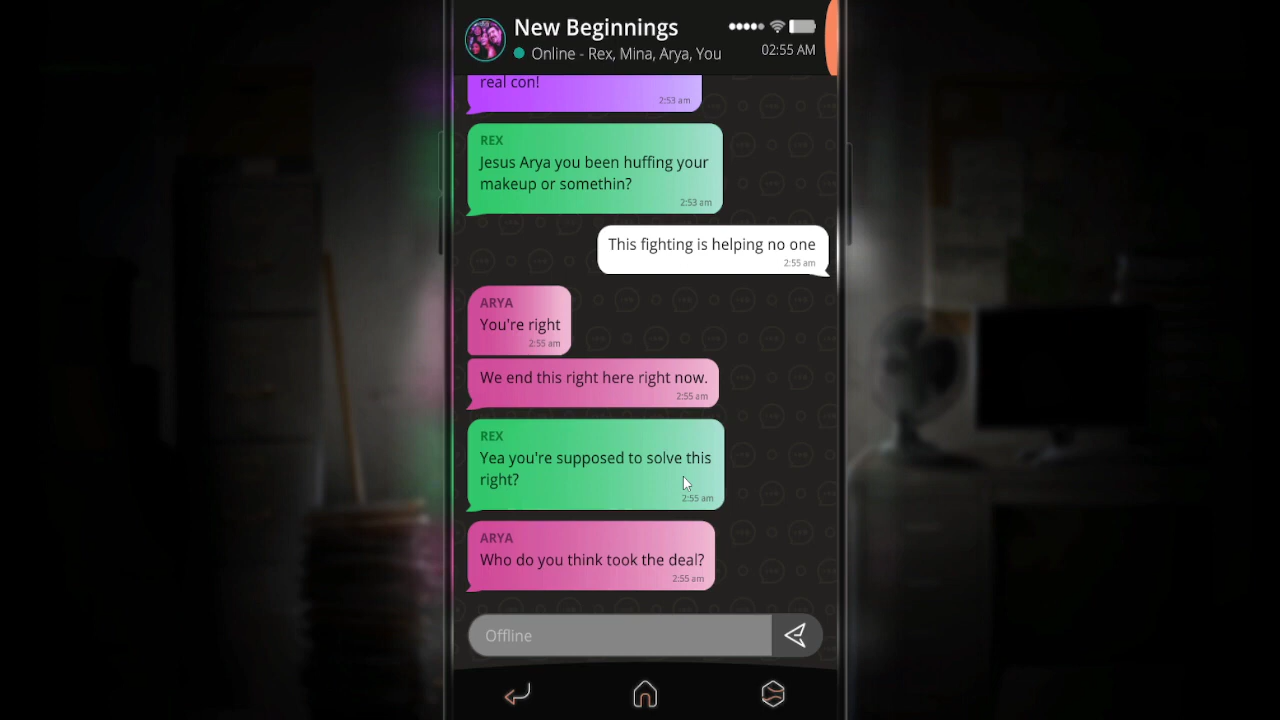 New Beginnings
Online - Rex, Mina, Arya, You
02:55 AM
real con!
2:53 am
REX
Jesus Arya you been huffing your
makeup or somethin?
2:53 am
This fighting is helping no one
2:55 am
ARYA
You're right
2:55 am
We end this right here right now.
2:55 am
REX
Yea you're supposed to solve this
right?
2:55 am
ARYA
Who do you think took the deal?
2:55 am
Offline